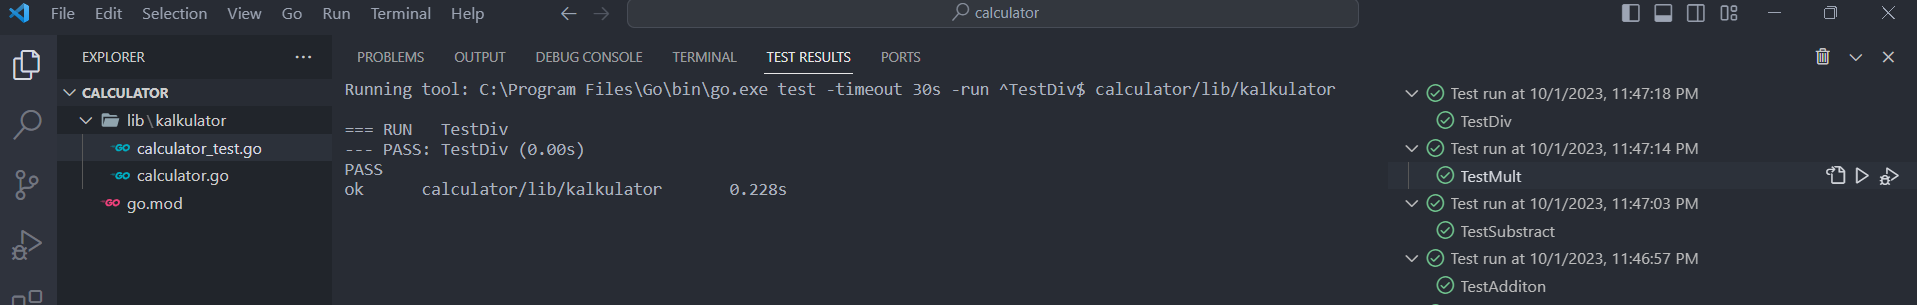 File Edit Selection View Go Run Terminal Help
calculator
EXPLORER
CALCULATOR
lib\kalkulator
GO calculator_test.go
GO calculator.go
GO go.mod
PROBLEMS OUTPUT DEBUG CONSOLE TERMINAL TEST RESULTS PORTS
Running tool: C:\Program Files\Go\bin\go.exe test -timeout 30s -run ^TestDiv$ calculator/lib/kalkulator
=== RUN TestDiv
--- PASS: TestDiv (0.00s)
PASS
ok calculator/lib/kalkulator 0.228s
Test run at 10/1/2023, 11:47:18 PM
TestDiv
Test run at 10/1/2023, 11:47:14 PM
TestMult
Test run at 10/1/2023, 11:47:03 PM
TestSubstract
Test run at 10/1/2023, 11:46:57 PM
TestAdditon